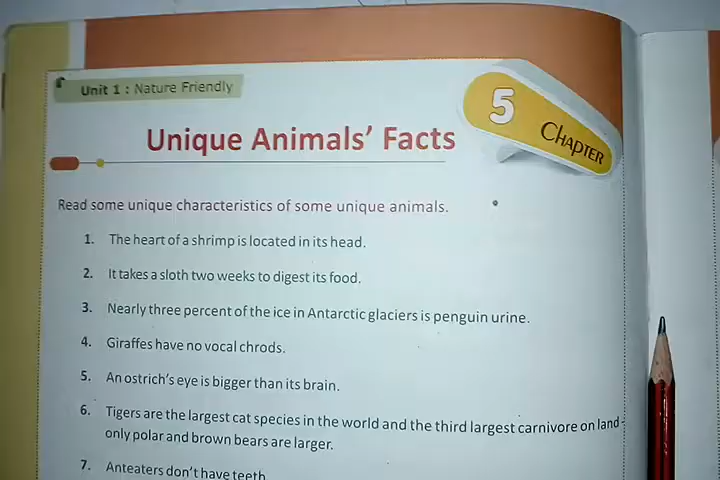 Unit 1 : Nature Friendly
5
CHAPTER
Unique Animals' Facts
Read some unique characteristics of some unique animals.
1. The heart of a shrimp is located in its head.
2. It takes a sloth two weeks to digest its food.
3. Nearly three percent of the ice in Antarctic glaciers is penguin urine.
4. Giraffes have no vocal chrods.
5. An ostrich's eye is bigger than its brain.
6. Tigers are the largest cat species in the world and the third largest carnivore on land-
only polar and brown bears are larger.
7. Anteaters don't have teeth